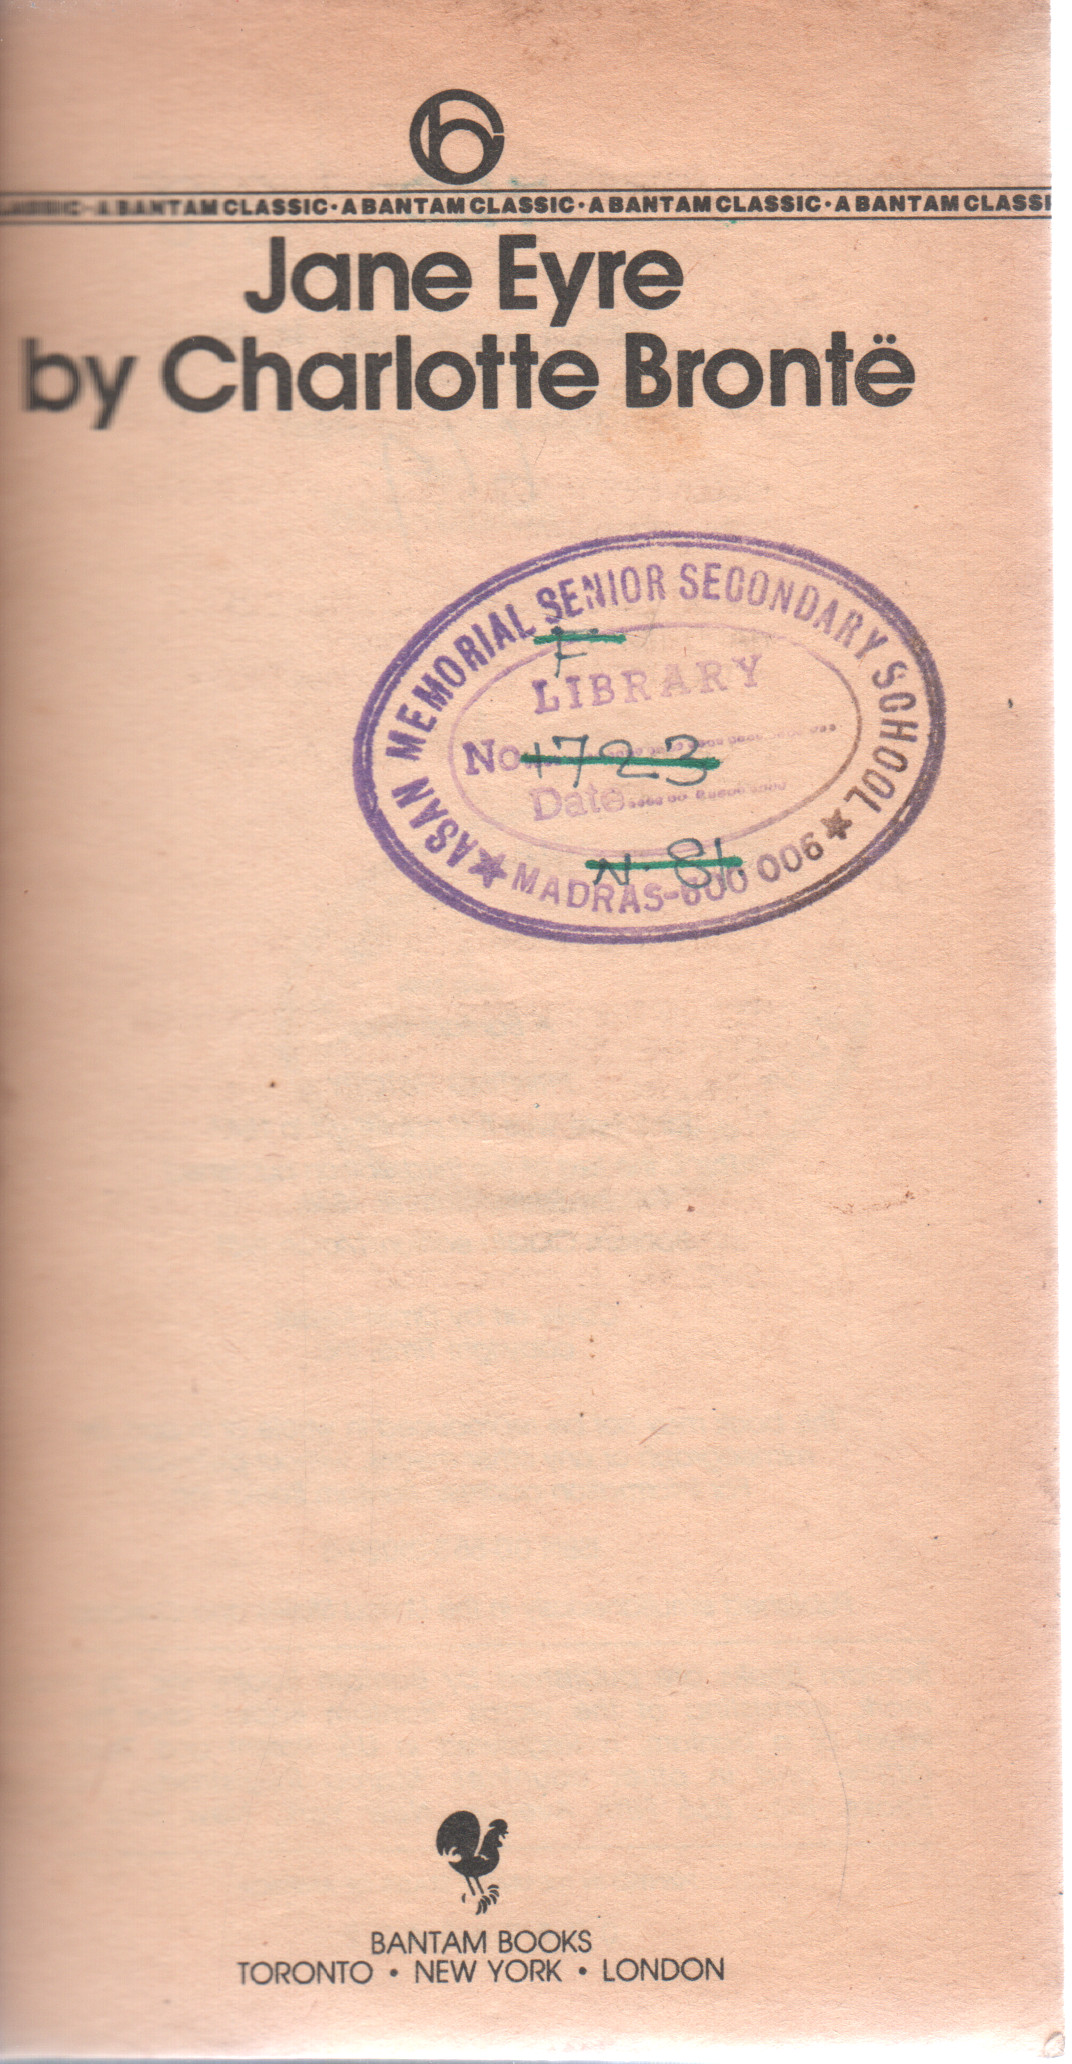 A BANTAM CLASSIC · A BANTAM CLASSIC · A BANTAM CLASSIC · A BANTAM CLASSI
Jane Eyre
by Charlotte Brontë
ASAN MEMORIAL SENIOR SECONDARY SCHOOL
F
LIBRARY
No 1723
Date
N. 81.
★ MADRAS-600 006 ★
BANTAM BOOKS
TORONTO • NEW YORK • LONDON